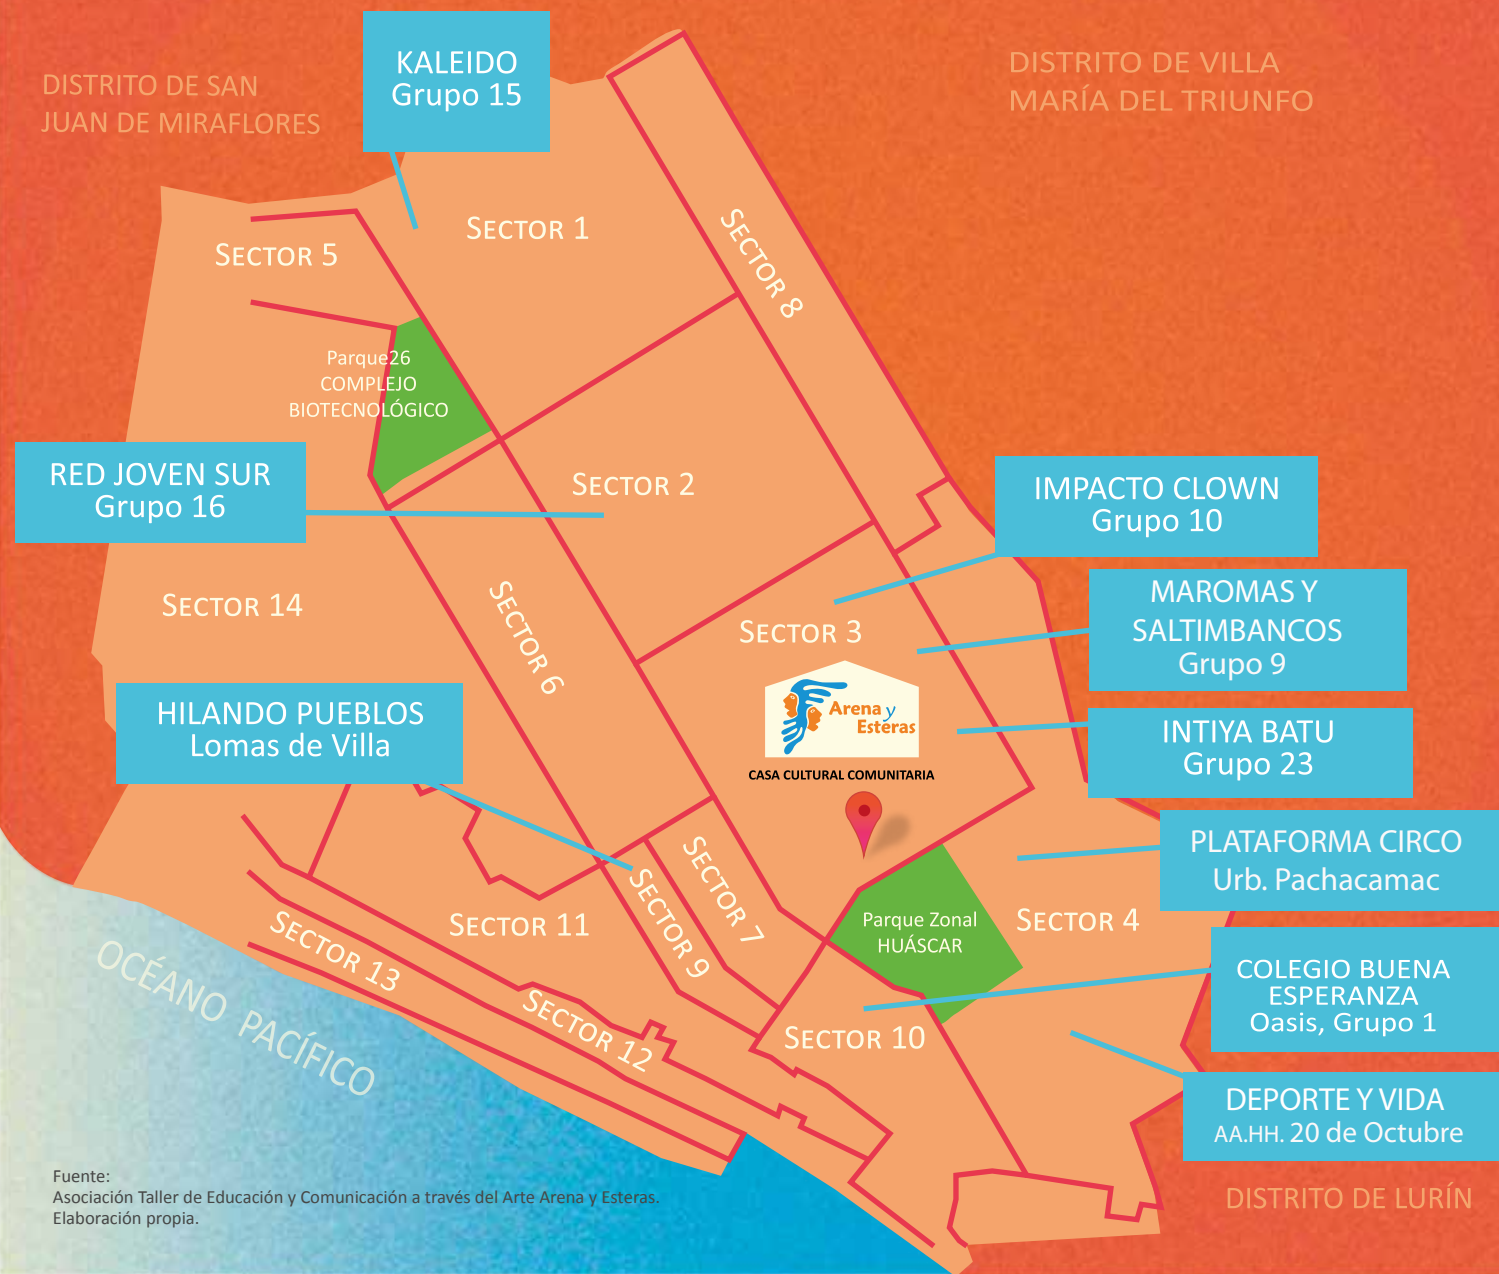 KALEIDO
Grupo 15
DISTRITO DE SAN
JUAN DE MIRAFLORES
DISTRITO DE VILLA
MARÍA DEL TRIUNFO
SECTOR 1
SECTOR 5
SECTOR 8
Parque26
COMPLEJO
BIOTECNOLÓGICO
RED JOVEN SUR
Grupo 16
SECTOR 2
IMPACTO CLOWN
Grupo 10
SECTOR 14
SECTOR 6
SECTOR 3
MAROMAS Y
SALTIMBANCOS
Grupo 9
HILANDO PUEBLOS
Lomas de Villa
Arena y
Esteras
CASA CULTURAL COMUNITARIA
INTIYA BATU
Grupo 23
PLATAFORMA CIRCO
Urb. Pachacamac
SECTOR 7
SECTOR 9
SECTOR 11
Parque Zonal
HUÁSCAR
SECTOR 4
SECTOR 13
SECTOR 12
SECTOR 10
COLEGIO BUENA
ESPERANZA
Oasis, Grupo 1
OCÉANO PACÍFICO
DEPORTE Y VIDA
AA.HH. 20 de Octubre
DISTRITO DE LURÍN
Fuente:
Asociación Taller de Educación y Comunicación a través del Arte Arena y Esteras.
Elaboración propia.